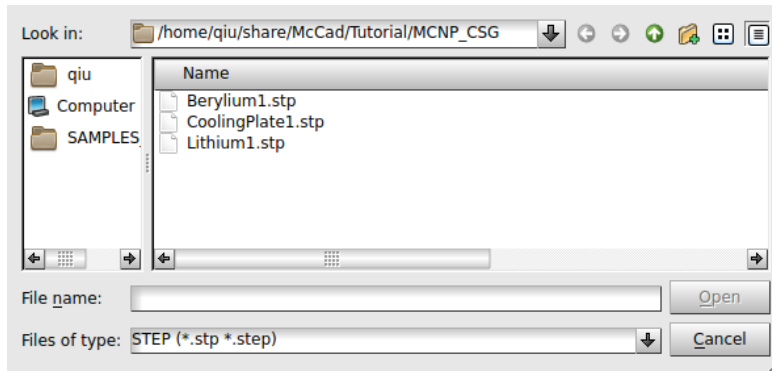 Look in: /home/qiu/share/McCad/Tutorial/MCNP_CSG
qiu
Computer
SAMPLES
Name
Berylium1.stp
CoolingPlate1.stp
Lithium1.stp
File name: Open
Files of type: STEP (*.stp *.step) Cancel